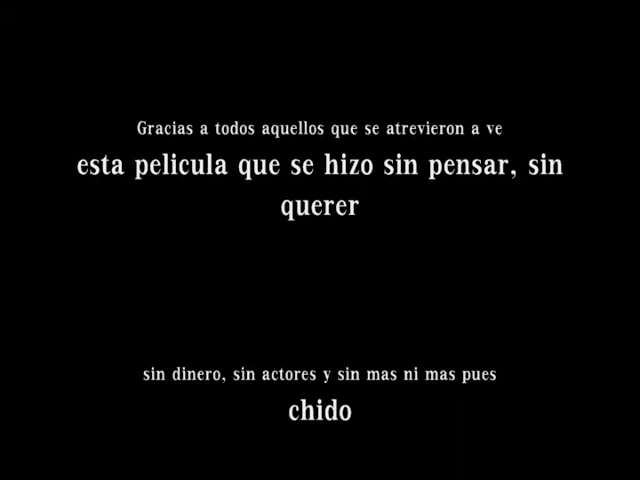 Gracias a todos aquellos que se atrevieron a ve
esta pelicula que se hizo sin pensar, sin
querer
sin dinero, sin actores y sin mas ni mas pues
chido